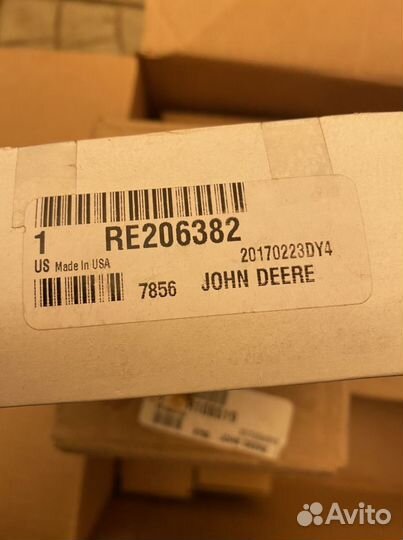 1 RE206382
20170223DY4
US Made In USA
7856 JOHN DEERE
Avito